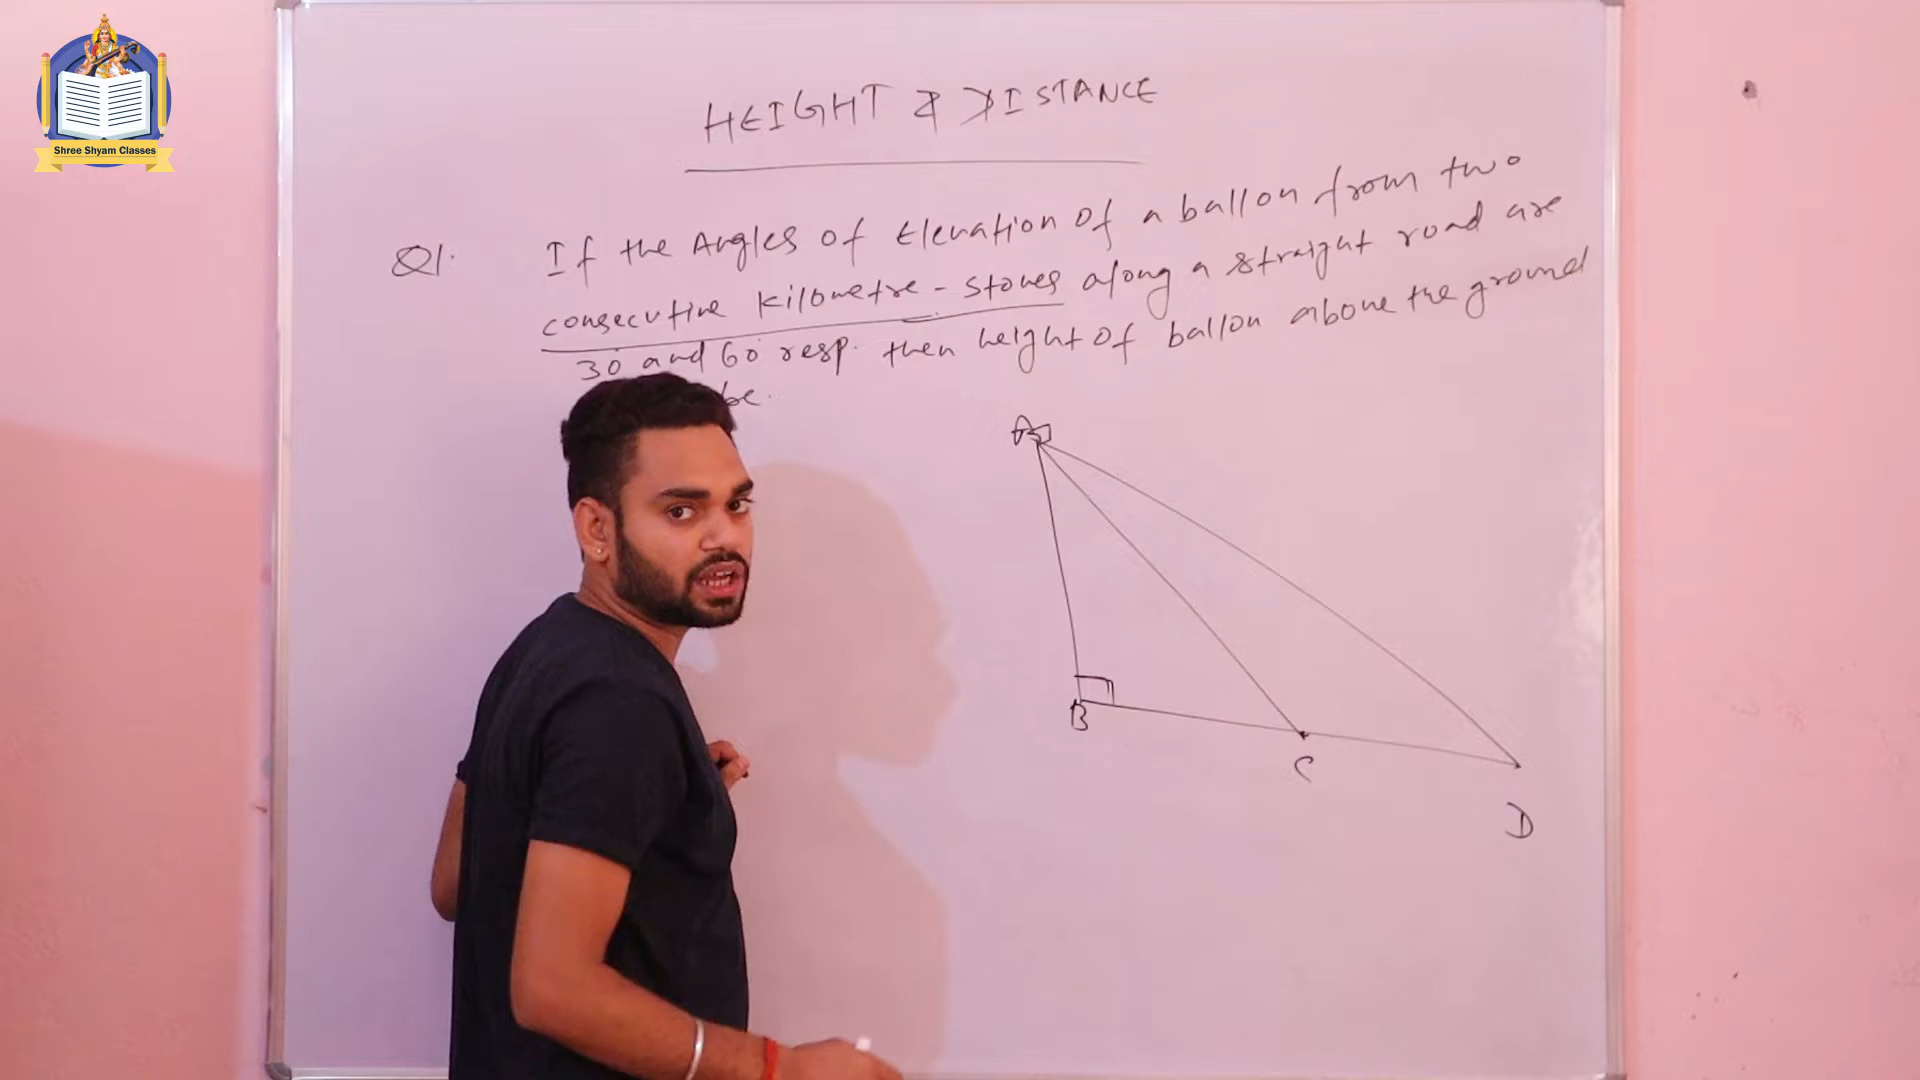 Shree Shyam Classes
HEIGHT & DISTANCE
Q1. If the Angles of Elevation of a ballon from two
consecutive kilometre - stones along a straight road are
30 and 60 resp. then height of ballon above the ground
be.
A
B
C
D